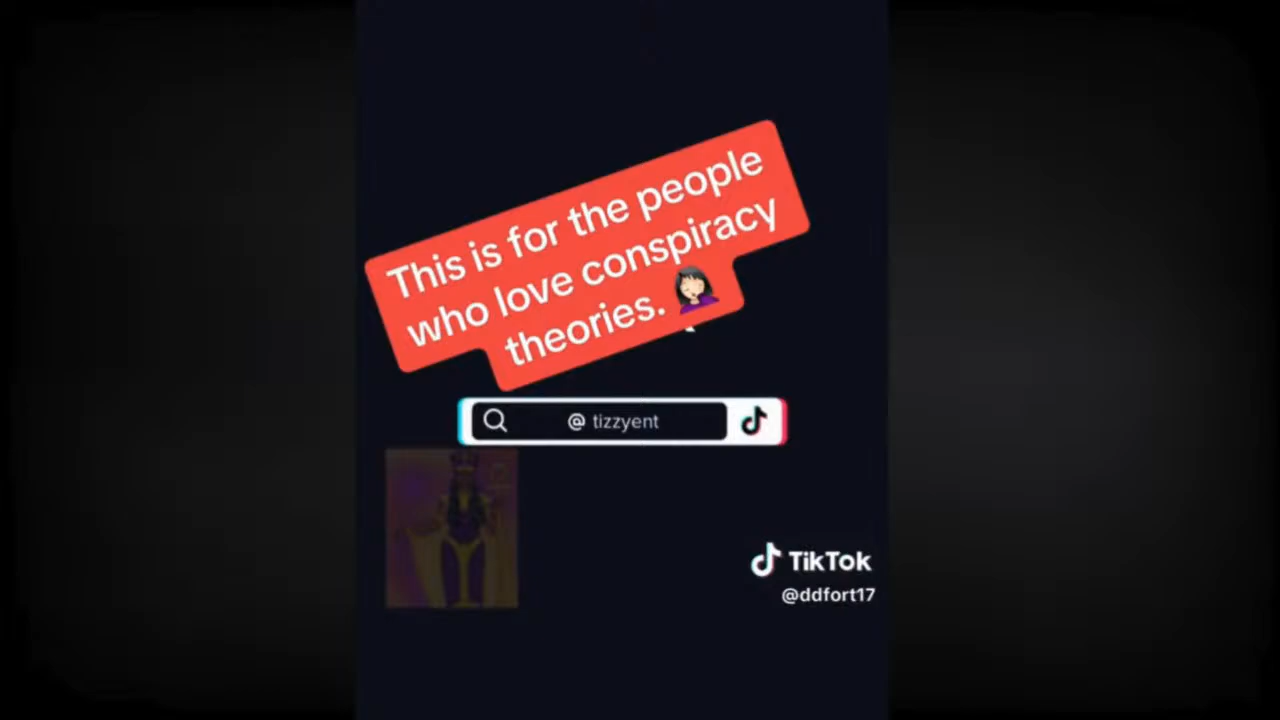 This is for the people
who love conspiracy
theories. 🤦🏻‍♀️
@ tizzyent
TikTok
@ddfort17